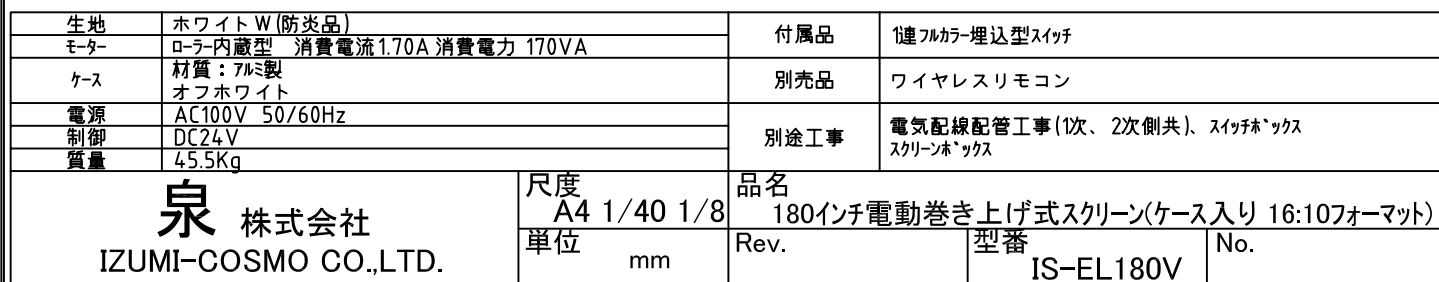 生地 ホワイト W(防炎品)
モーター ローラー内蔵型 消費電流1.70A 消費電力 170VA
ケース 材質：アルミ製
オフホワイト
電源 AC100V 50/60Hz
制御 DC24V
質量 45.5Kg
付属品 1連フルカラー埋込型スイッチ
別売品 ワイヤレスリモコン
別途工事 電気配線配管工事(1次、2次側共)、スイッチボックス
スクリーンボックス
泉 株式会社
IZUMI-COSMO CO.,LTD.
尺度
A4 1/40 1/8
単位
mm
品名
180インチ電動巻き上げ式スクリーン(ケース入り 16:10フォーマット)
Rev.
型番
IS-EL180V
No.